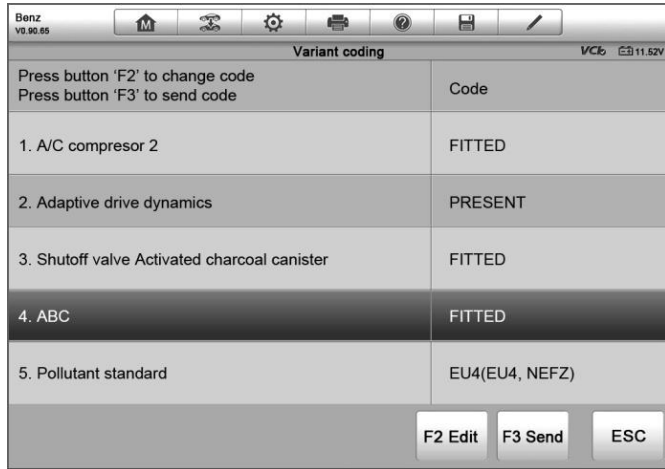 Benz
V0.90.65
M
?
Variant coding
VCI 11.52V
Press button ‘F2’ to change code
Press button ‘F3’ to send code
Code
1. A/C compresor 2
FITTED
2. Adaptive drive dynamics
PRESENT
3. Shutoff valve Activated charcoal canister
FITTED
4. ABC
FITTED
5. Pollutant standard
EU4(EU4, NEFZ)
F2 Edit
F3 Send
ESC